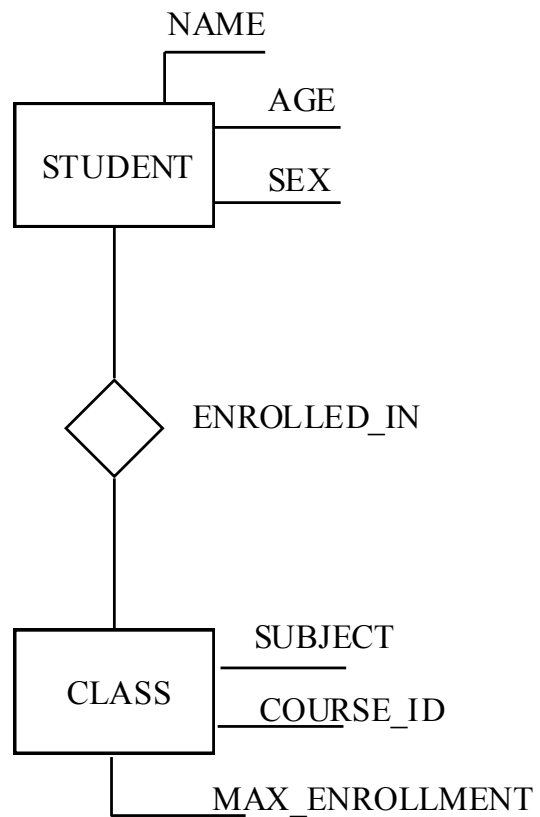 NAME
AGE
STUDENT
SEX
ENROLLED_IN
SUBJECT
CLASS
COURSE_ID
MAX_ENROLLMENT